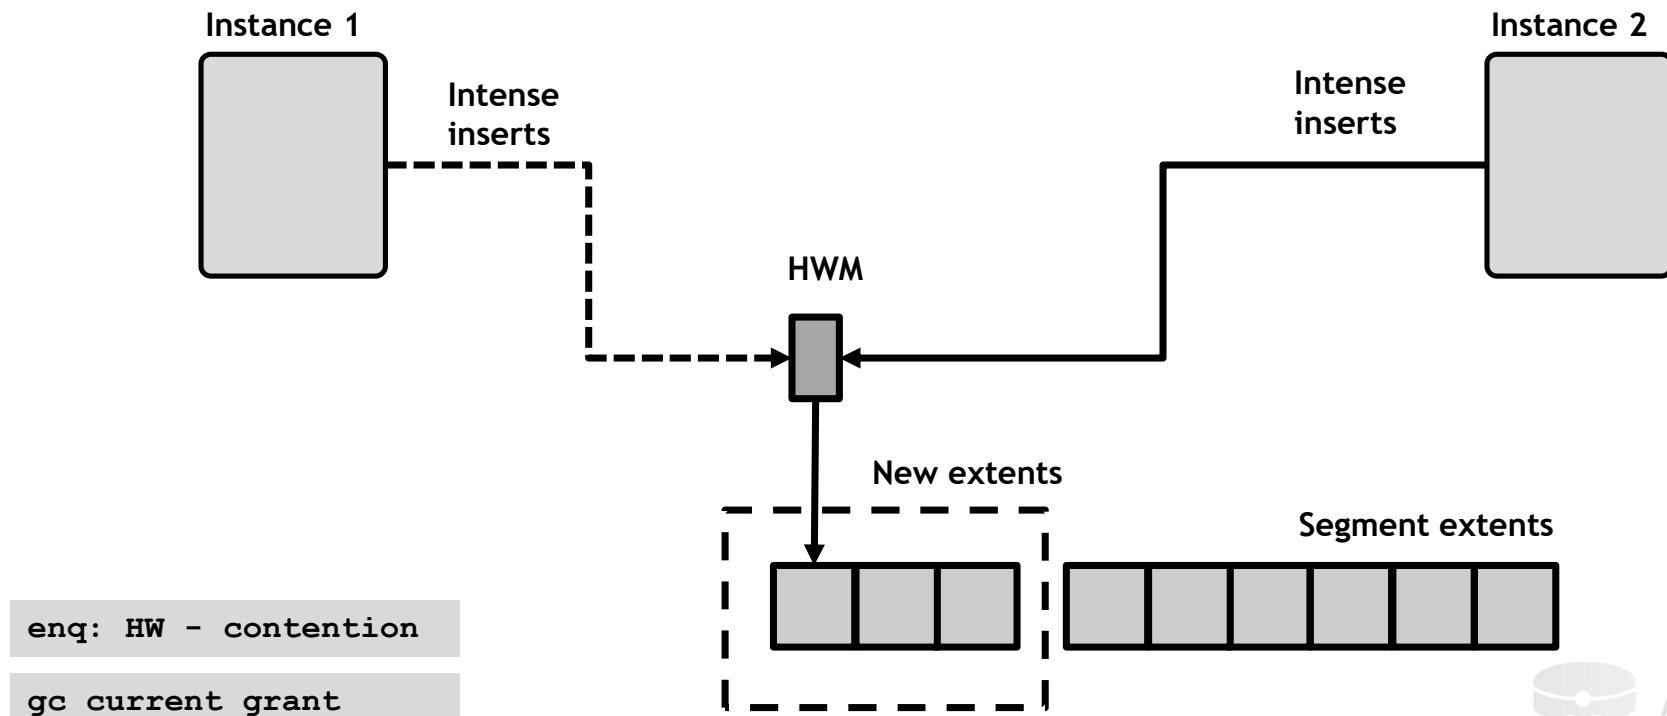 Instance 1
Instance 2
Intense
inserts
Intense
inserts
HWM
New extents
Segment extents
enq: HW - contention
gc current grant